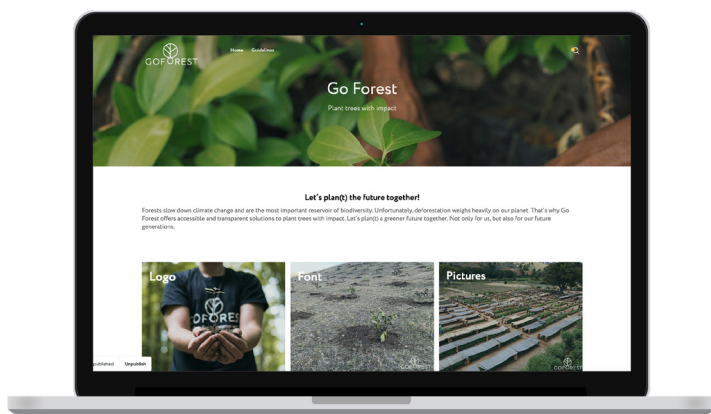 GOFOREST
Home Guidelines
Go Forest
Plant trees with impact
Let's plan(t) the future together!
Forests slow down climate change and are the most important reservoir of biodiversity. Unfortunately, deforestation weighs heavily on our planet. That's why Go
Forest offers accessible and transparent solutions to plant trees with impact. Let's plan(t) a greener future together. Not only for us, but also for our future
generations.
Logo
Font
Pictures
GOFOREST
GOFOREST
GOFOREST
published Unpublish